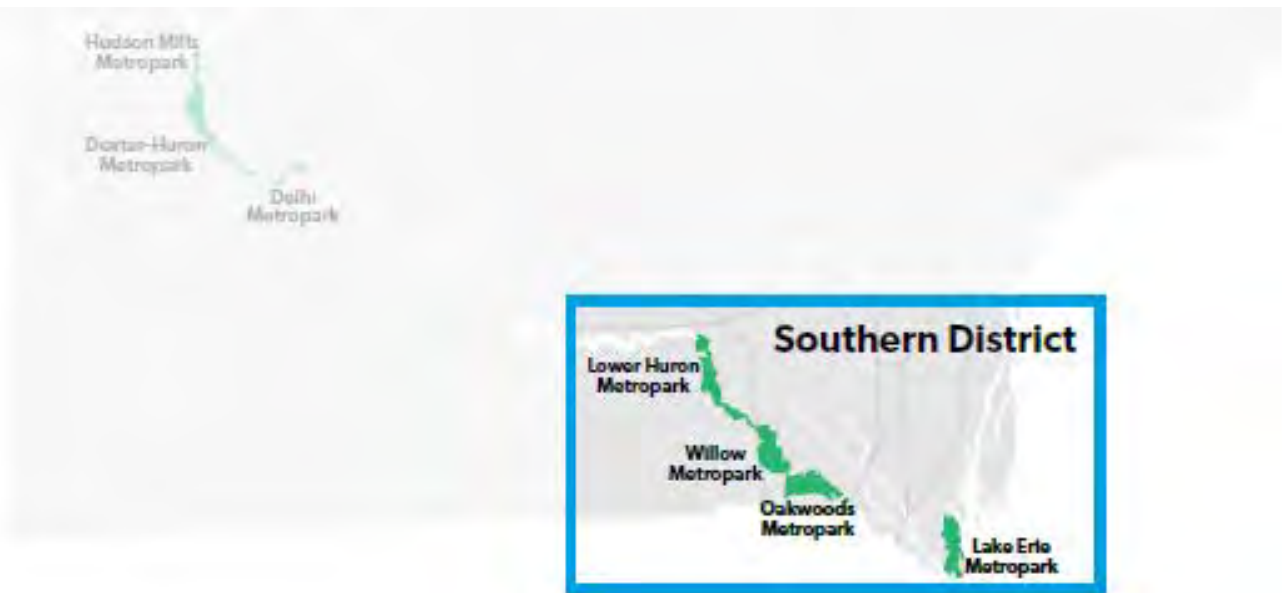 Hudson Mills
Metropark
Dexter-Huron
Metropark
Delhi
Metropark
Southern District
Lower Huron
Metropark
Willow
Metropark
Oakwoods
Metropark
Lake Erie
Metropark